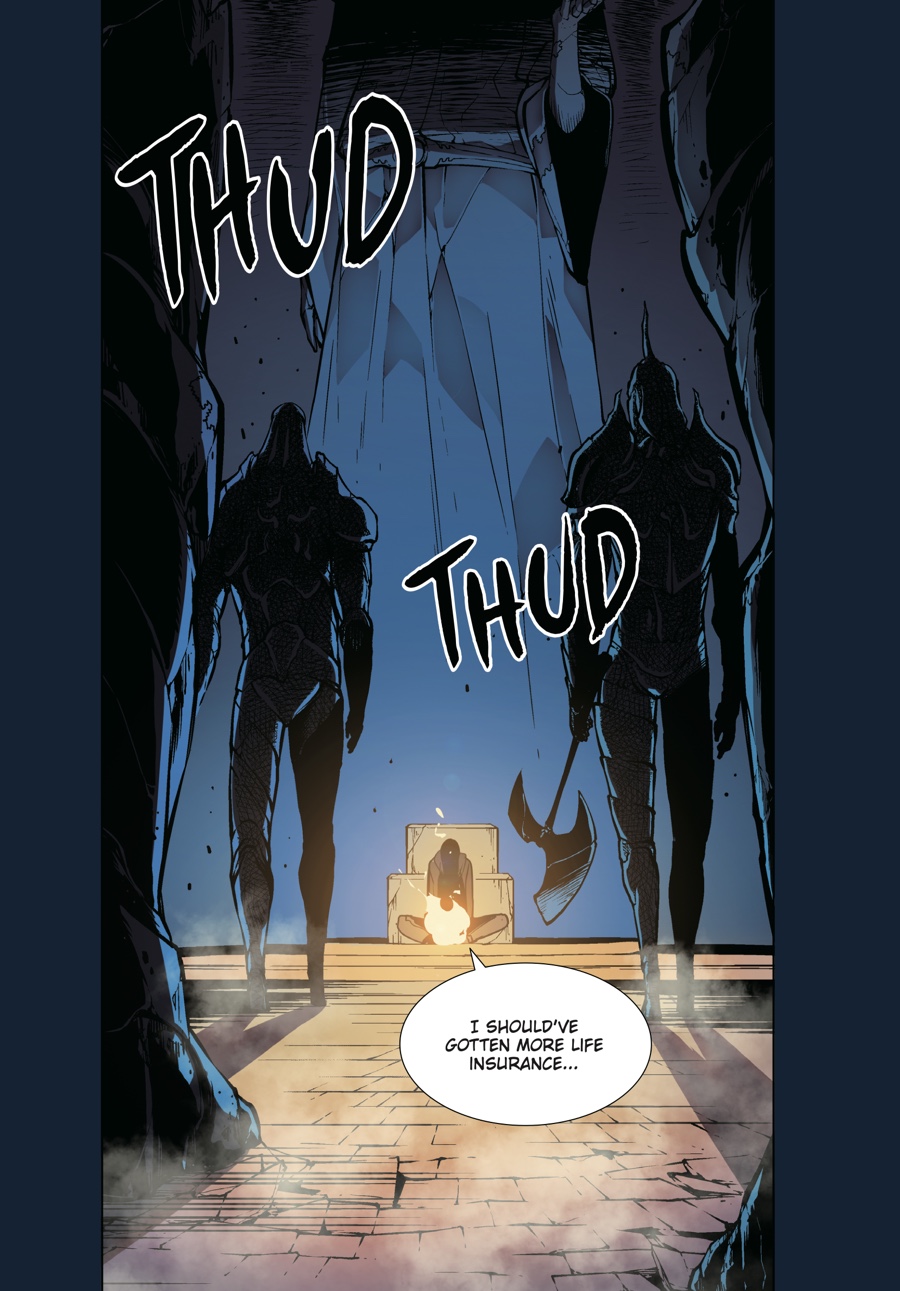 THUD
THUD
I SHOULD'VE
GOTTEN MORE LIFE
INSURANCE...